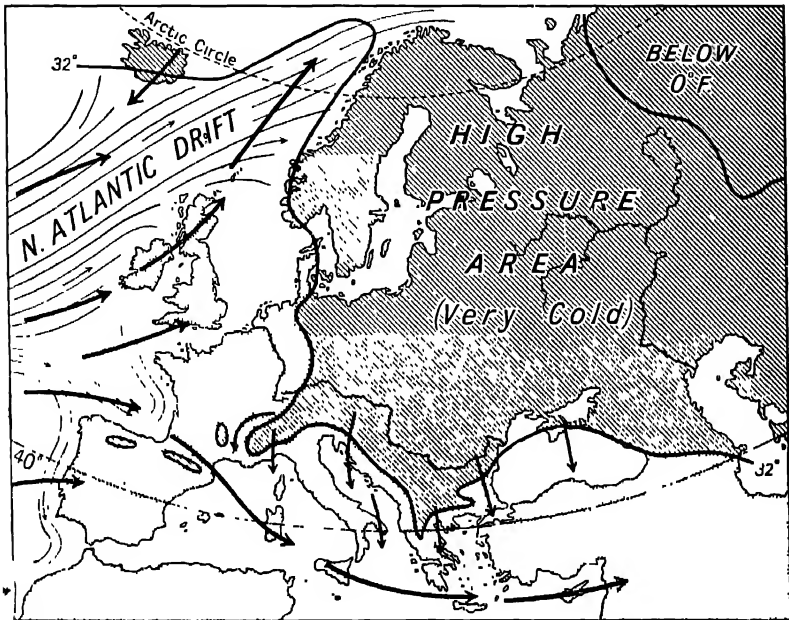 Arctic Circle
32°
BELOW
0°F.
N. ATLANTIC DRIFT
HIGH
PRESSURE
AREA
(Very Cold)
40°
32°